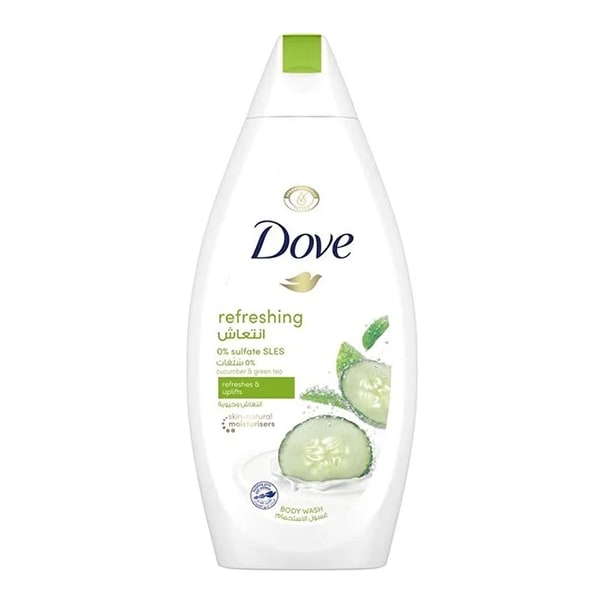 Dove
refreshing
انتعاش
0% sulfate SLES
0% سلفات
cucumber & green tea
refreshes &
uplifts
انتعاش وحيوية
skin-natural
moisturisers
BODY WASH
غسول الاستحمام